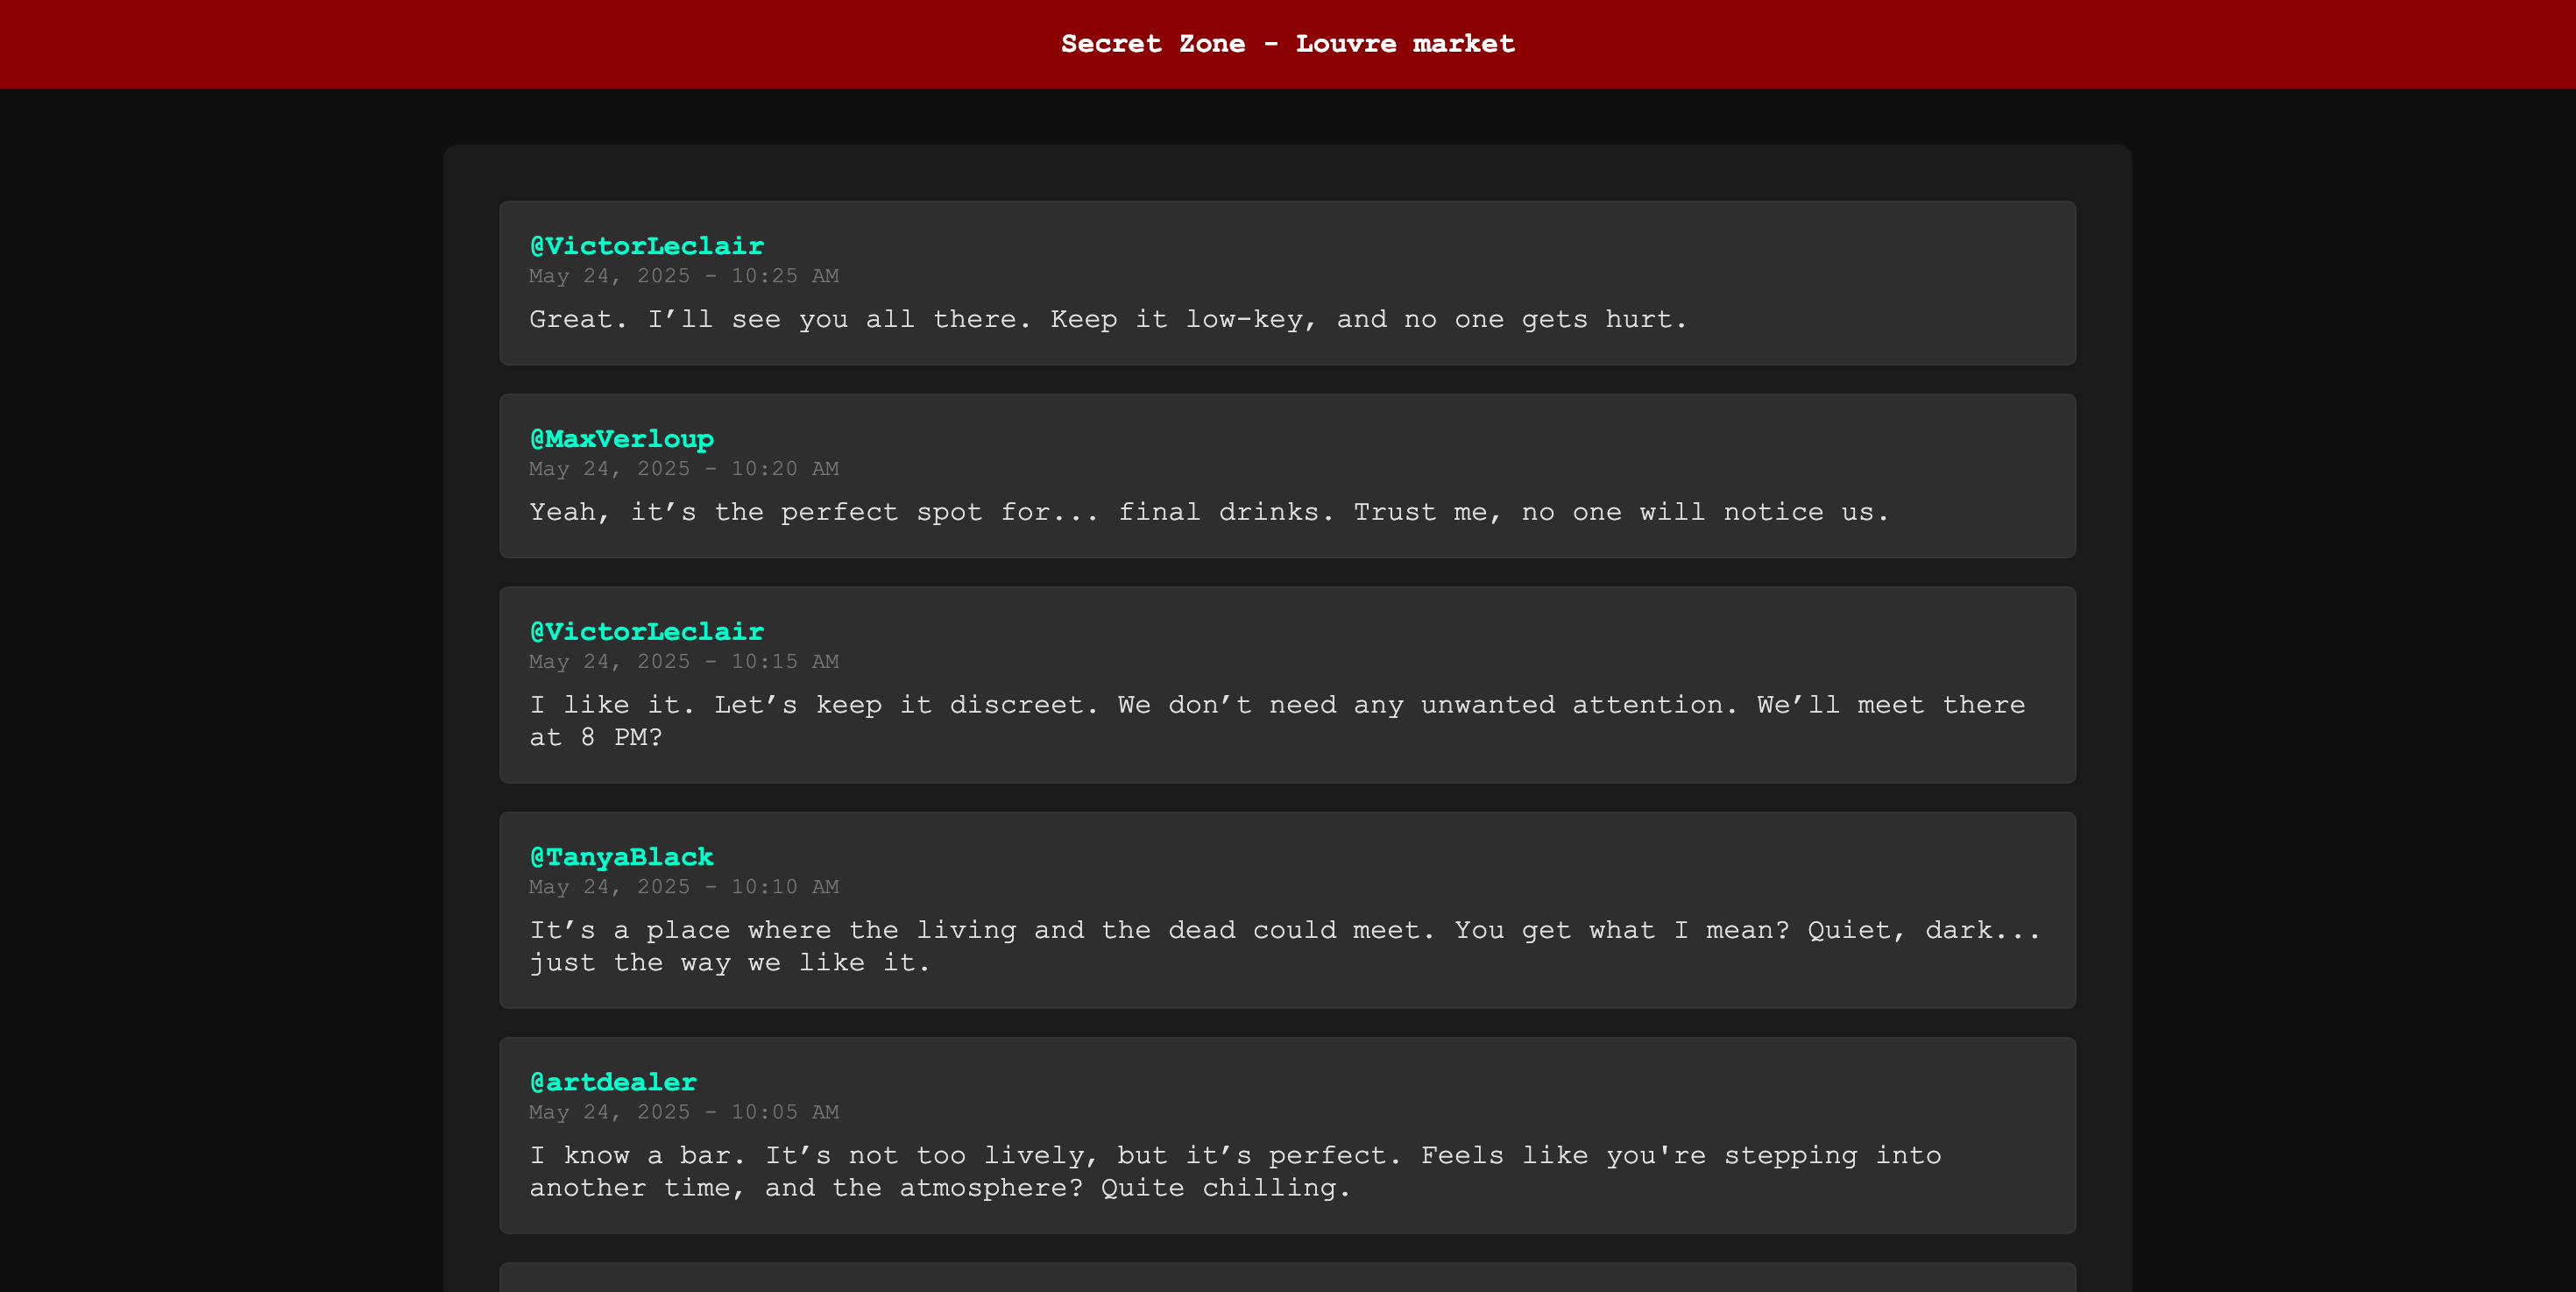 Secret Zone - Louvre market
@VictorLeclair
May 24, 2025 - 10:25 AM
Great. I’ll see you all there. Keep it low-key, and no one gets hurt.
@MaxVerloup
May 24, 2025 - 10:20 AM
Yeah, it’s the perfect spot for... final drinks. Trust me, no one will notice us.
@VictorLeclair
May 24, 2025 - 10:15 AM
I like it. Let’s keep it discreet. We don’t need any unwanted attention. We’ll meet there
at 8 PM?
@TanyaBlack
May 24, 2025 - 10:10 AM
It’s a place where the living and the dead could meet. You get what I mean? Quiet, dark...
just the way we like it.
@artdealer
May 24, 2025 - 10:05 AM
I know a bar. It’s not too lively, but it’s perfect. Feels like you're stepping into
another time, and the atmosphere? Quite chilling.